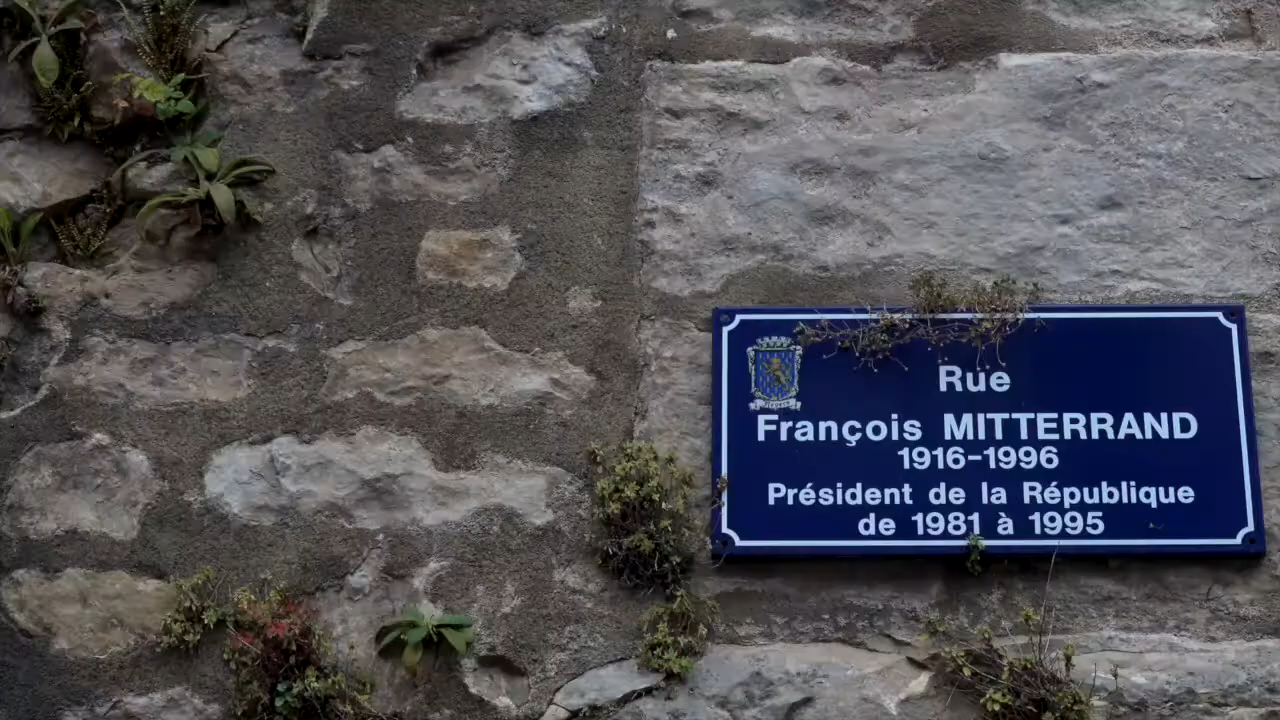 Rue
François MITTERRAND
1916-1996
Président de la République
de 1981 à 1995